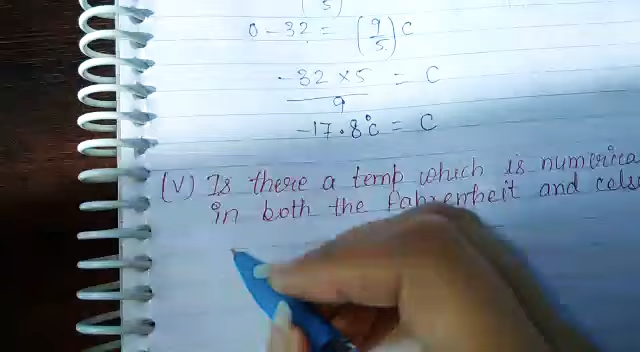 0 - 32 = (9/5) C
-32 × 5 / 9 = C
-17.8°C = C
(V) Is there a temp which is numerica
in both the Fahrenheit and cels